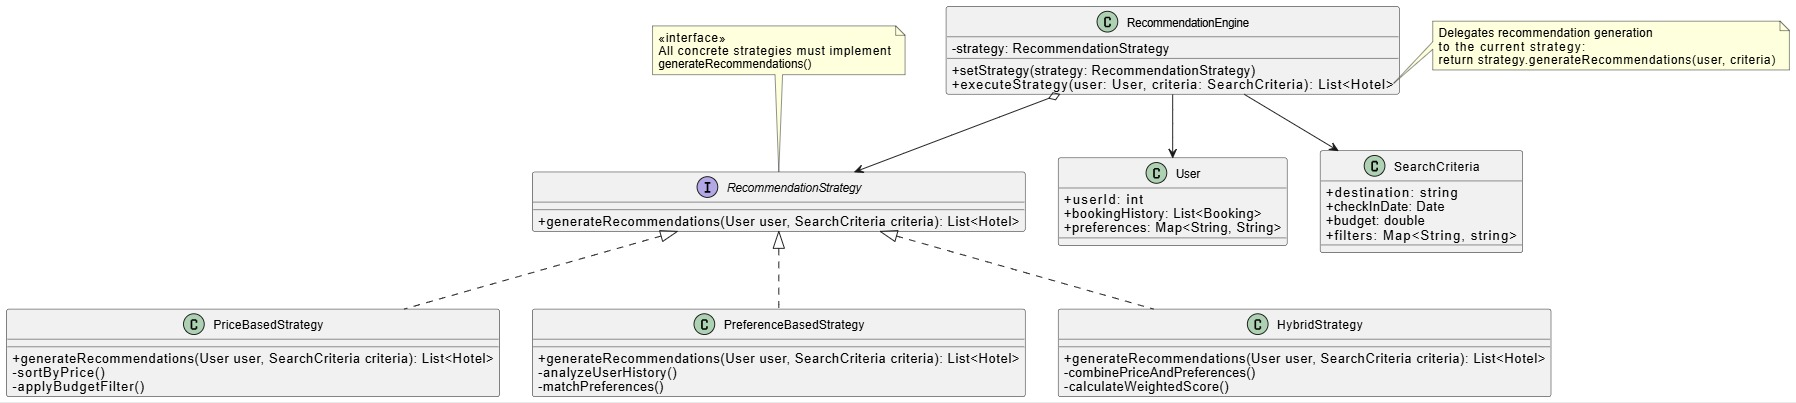 «interface»
All concrete strategies must implement
generateRecommendations()
C RecommendationEngine
-strategy: RecommendationStrategy
+setStrategy(strategy: RecommendationStrategy)
+executeStrategy(user: User, criteria: SearchCriteria): List<Hotel>
Delegates recommendation generation
to the current strategy:
return strategy.generateRecommendations(user, criteria)
I RecommendationStrategy
+generateRecommendations(User user, SearchCriteria criteria): List<Hotel>
C User
+userId: int
+bookingHistory: List<Booking>
+preferences: Map<String, String>
C SearchCriteria
+destination: string
+checkInDate: Date
+budget: double
+filters: Map<String, string>
C PriceBasedStrategy
+generateRecommendations(User user, SearchCriteria criteria): List<Hotel>
-sortByPrice()
-applyBudgetFilter()
C PreferenceBasedStrategy
+generateRecommendations(User user, SearchCriteria criteria): List<Hotel>
-analyzeUserHistory()
-matchPreferences()
C HybridStrategy
+generateRecommendations(User user, SearchCriteria criteria): List<Hotel>
-combinePriceAndPreferences()
-calculateWeightedScore()